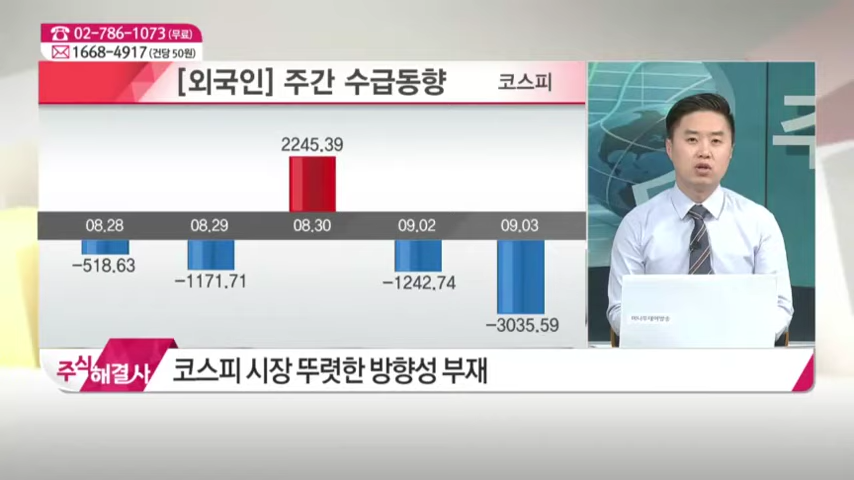 02-786-1073 (무료)
1668-4917 (건당 50원)
[외국인] 주간 수급동향 코스피
2245.39
08.28 08.29 08.30 09.02 09.03
-518.63
-1171.71
-1242.74
-3035.59
주
주식해결사
코스피 시장 뚜렷한 방향성 부재